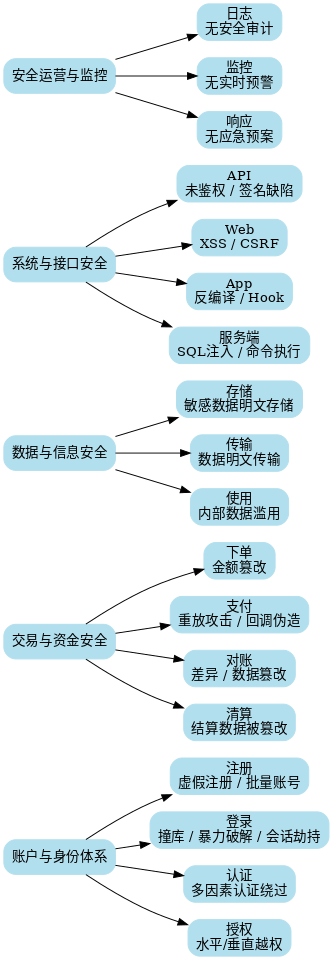 安全运营与监控
日志
无安全审计
监控
无实时预警
响应
无应急预案
系统与接口安全
API
未鉴权 / 签名缺陷
Web
XSS / CSRF
App
反编译 / Hook
服务端
SQL注入 / 命令执行
数据与信息安全
存储
敏感数据明文存储
传输
数据明文传输
使用
内部数据滥用
交易与资金安全
下单
金额篡改
支付
重放攻击 / 回调伪造
对账
差异 / 数据篡改
清算
结算数据被篡改
账户与身份体系
注册
虚假注册 / 批量账号
登录
撞库 / 暴力破解 / 会话劫持
认证
多因素认证绕过
授权
水平/垂直越权